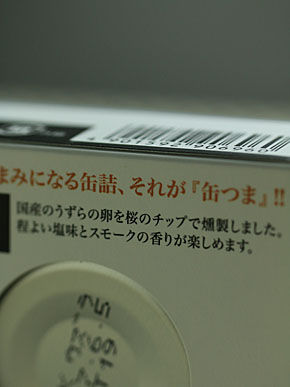 4901592906960
まみになる缶詰、それが『缶つま』!!
国産のうずらの卵を桜のチップで燻製しました。
程よい塩味とスモークの香りが楽しめます。